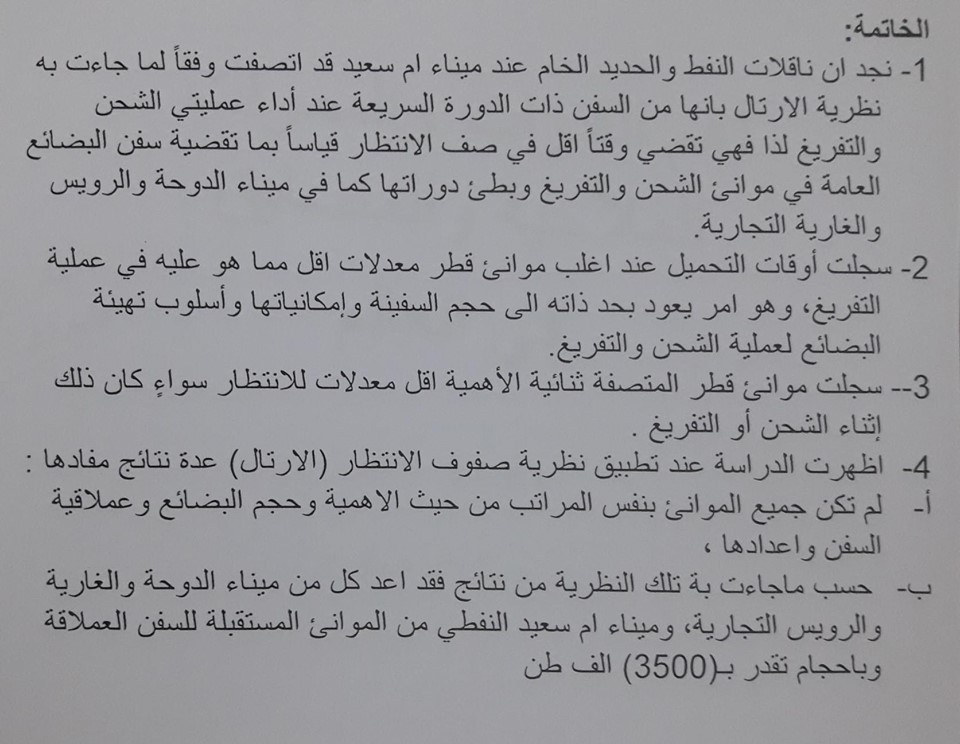 الخاتمة:
1- نجد ان ناقلات النفط والحديد الخام عند ميناء ام سعيد قد اتصفت وفقاً لما جاءت به
نظرية الارتال بانها من السفن ذات الدورة السريعة عند أداء عمليتي الشحن
والتفريغ لذا فهي تقضي وقتاً اقل في صف الانتظار قياساً بما تقضية سفن البضائع
العامة في موانئ الشحن والتفريغ وبطئ دوراتها كما في ميناء الدوحة والرويس
والغارية التجارية.
2- سجلت أوقات التحميل عند اغلب موانئ قطر معدلات اقل مما هو عليه في عملية
التفريغ، وهو امر يعود بحد ذاته الى حجم السفينة وإمكانياتها وأسلوب تهيئة
البضائع لعملية الشحن والتفريغ.
3-- سجلت موانئ قطر المتصفة ثنائية الأهمية اقل معدلات للانتظار سواءٍ كان ذلك
إثناء الشحن أو التفريغ .
4- اظهرت الدراسة عند تطبيق نظرية صفوف الانتظار (الارتال) عدة نتائج مفادها :
أ- لم تكن جميع الموانئ بنفس المراتب من حيث الاهمية وحجم البضائع وعملاقية
السفن واعدادها ،
ب- حسب ماجاءت بة تلك النظرية من نتائج فقد اعد كل من ميناء الدوحة والغارية
والرويس التجارية، وميناء ام سعيد النفطي من الموانئ المستقبلة للسفن العملاقة
وباحجام تقدر بـ(3500) الف طن